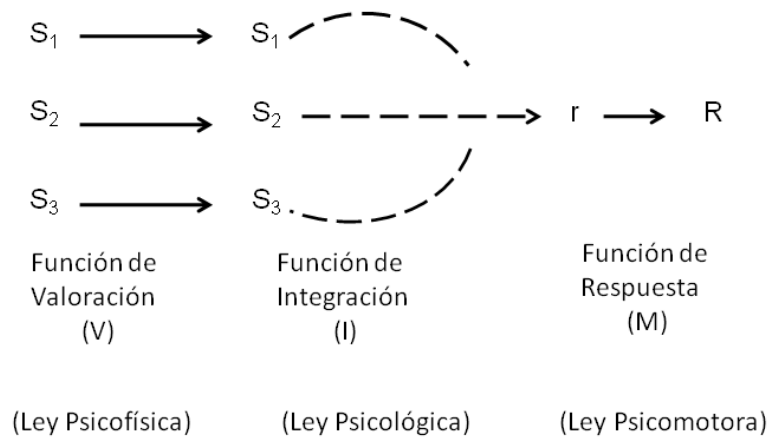 S₁ S₁
S₂ S₂ r R
S₃ S₃
Función de Valoración (V)
Función de Integración (I)
Función de Respuesta (M)
(Ley Psicofísica) (Ley Psicológica) (Ley Psicomotora)